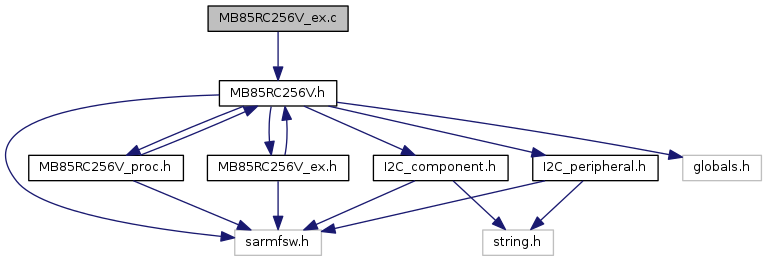 MB85RC256V_ex.c
MB85RC256V.h
MB85RC256V_proc.h
MB85RC256V_ex.h
I2C_component.h
I2C_peripheral.h
globals.h
sarmfsw.h
string.h